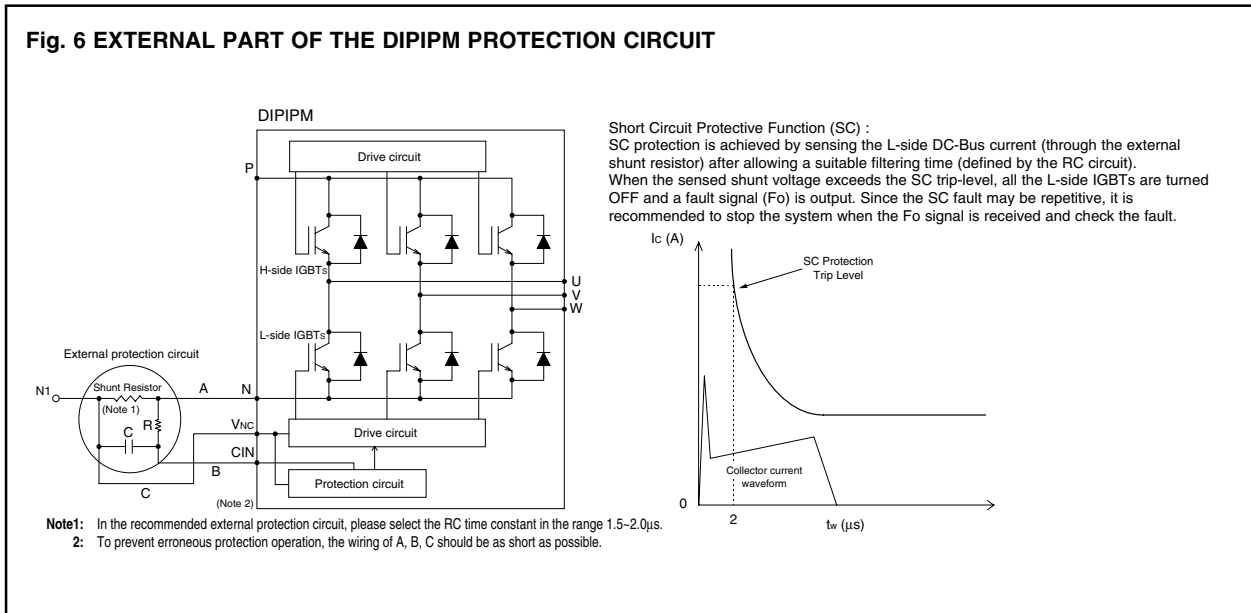 Fig. 6 EXTERNAL PART OF THE DIPIPM PROTECTION CIRCUIT
DIPIPM
Drive circuit
P
H-side IGBTs
U
V
W
L-side IGBTs
External protection circuit
N1
Shunt Resistor
(Note 1)
A
N
R
C
VNC
Drive circuit
CIN
B
C
Protection circuit
(Note 2)
Short Circuit Protective Function (SC) :
SC protection is achieved by sensing the L-side DC-Bus current (through the external
shunt resistor) after allowing a suitable filtering time (defined by the RC circuit).
When the sensed shunt voltage exceeds the SC trip-level, all the L-side IGBTs are turned
OFF and a fault signal (Fo) is output. Since the SC fault may be repetitive, it is
recommended to stop the system when the Fo signal is received and check the fault.
IC (A)
SC Protection
Trip Level
Collector current
waveform
0
2
tw (μs)
Note1: In the recommended external protection circuit, please select the RC time constant in the range 1.5~2.0μs.
2: To prevent erroneous protection operation, the wiring of A, B, C should be as short as possible.